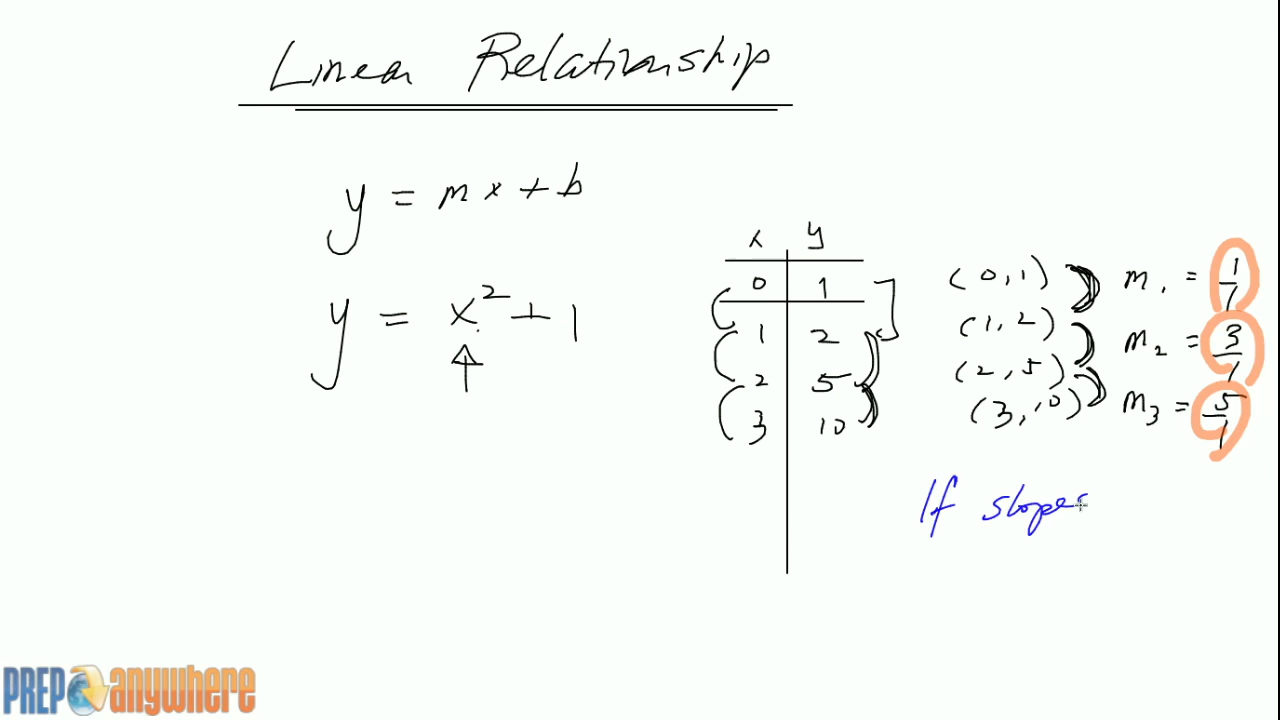 Linear Relationship
y = mx + b
y = x² + 1
x y
0 1
1 2
2 5
3 10
(0,1)
(1,2)
(2,5)
(3,10)
m₁ = 1/1
m₂ = 3/1
m₃ = 5/1
If slopes
PREP anywhere